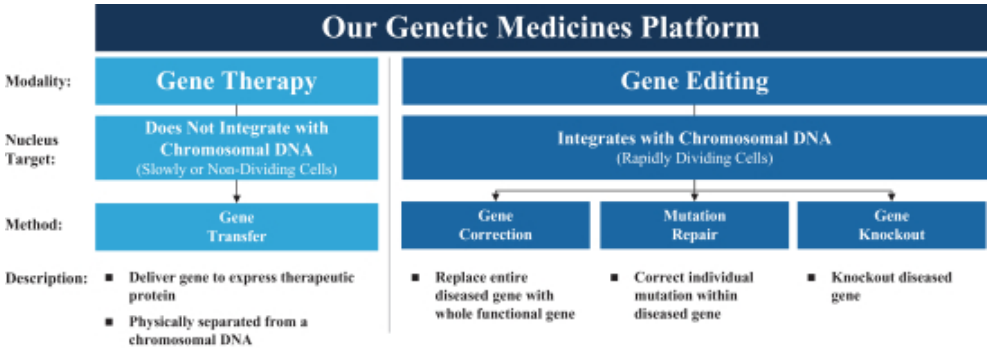 Our Genetic Medicines Platform
Modality:
Gene Therapy
Gene Editing
Nucleus
Target:
Does Not Integrate with
Chromosomal DNA
(Slowly or Non-Dividing Cells)
Integrates with Chromosomal DNA
(Rapidly Dividing Cells)
Method:
Gene
Transfer
Gene
Correction
Mutation
Repair
Gene
Knockout
Description:
■ Deliver gene to express therapeutic
protein
■ Physically separated from a
chromosomal DNA
■ Replace entire
diseased gene with
whole functional gene
■ Correct individual
mutation within
diseased gene
■ Knockout diseased
gene